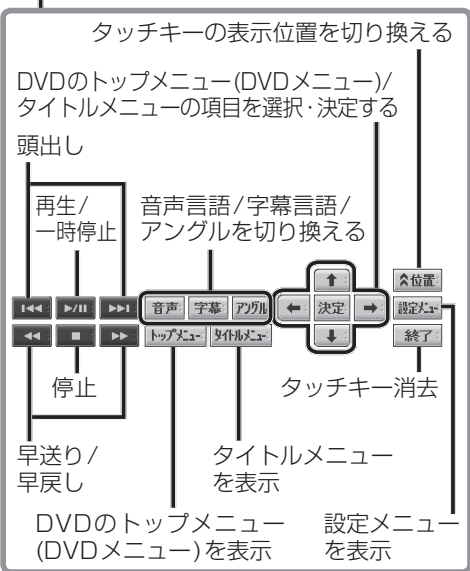 タッチキーの表示位置を切り換える
DVDのトップメニュー(DVDメニュー)/
タイトルメニューの項目を選択・決定する
頭出し
再生/
一時停止
音声言語/字幕言語/
アングルを切り換える
音声 字幕 アングル 決定 位置 設定メニュー
トップメニュー タイトルメニュー 終了
停止
タッチキー消去
早送り/
早戻し
タイトルメニュー
を表示
DVDのトップメニュー
(DVDメニュー)を表示
設定メニュー
を表示